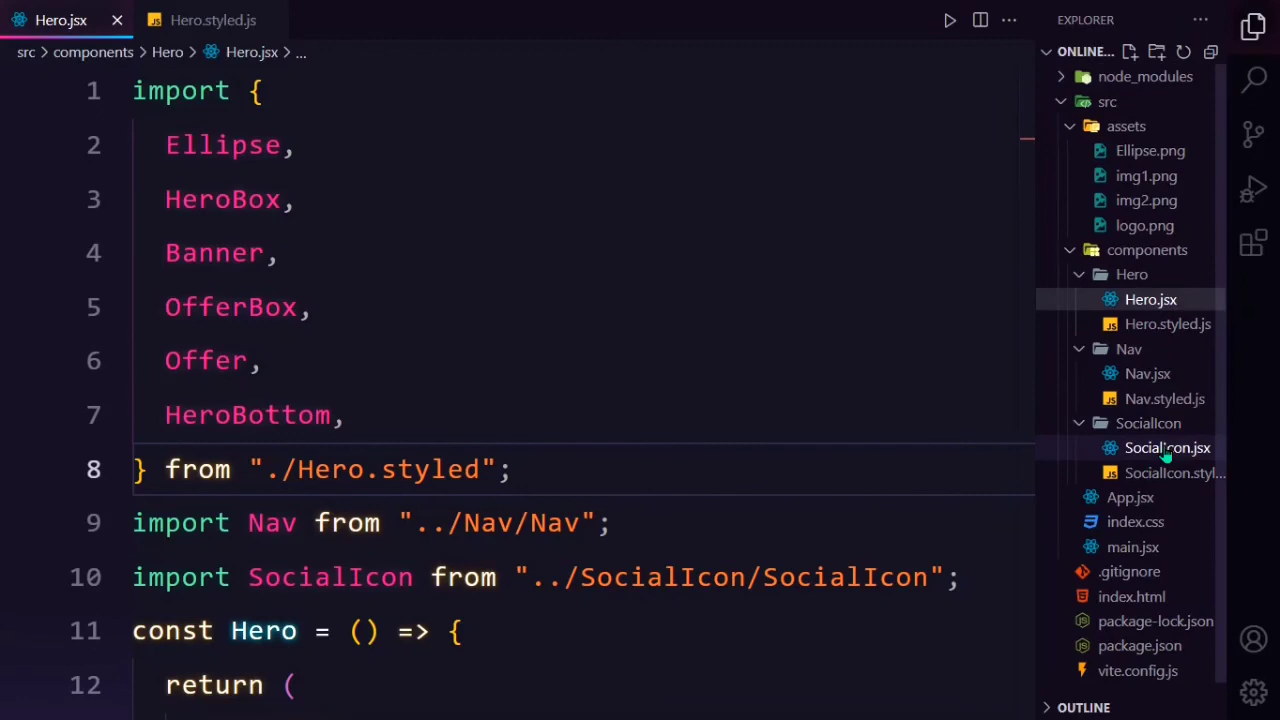 Hero.jsx
Hero.styled.js
src
components
Hero
Hero.jsx
...
1 import {
2 Ellipse,
3 HeroBox,
4 Banner,
5 OfferBox,
6 Offer,
7 HeroBottom,
8 } from "./Hero.styled";
9 import Nav from "../Nav/Nav";
10 import SocialIcon from "../SocialIcon/SocialIcon";
11 const Hero = () => {
12 return (
EXPLORER
ONLINE...
node_modules
src
assets
Ellipse.png
img1.png
img2.png
logo.png
components
Hero
Hero.jsx
Hero.styled.js
Nav
Nav.jsx
Nav.styled.js
SocialIcon
SocialIcon.jsx
SocialIcon.styl...
App.jsx
index.css
main.jsx
.gitignore
index.html
package-lock.json
package.json
vite.config.js
OUTLINE